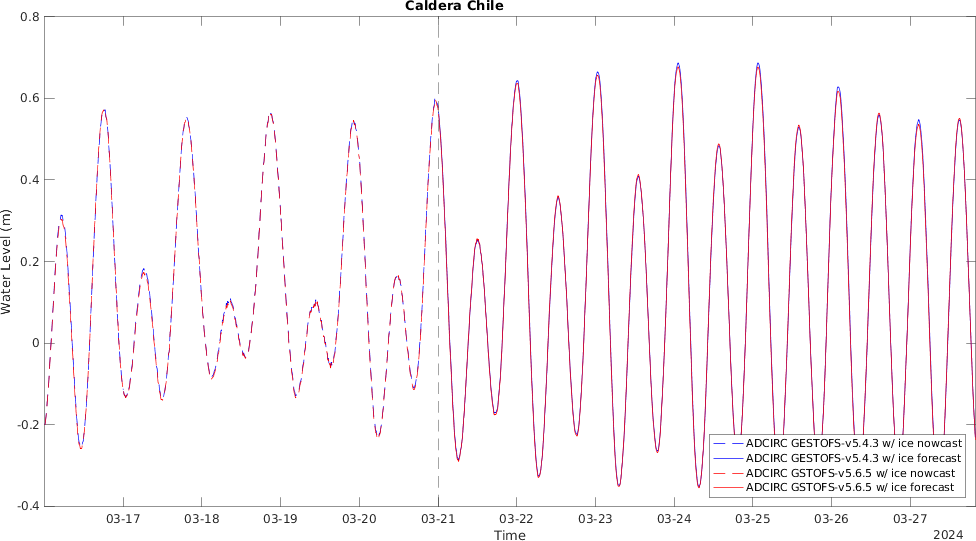 Caldera Chile
0.8
0.6
0.4
0.2
0
-0.2
-0.4
Water Level (m)
ADCIRC GESTOFS-v5.4.3 w/ ice nowcast
ADCIRC GESTOFS-v5.4.3 w/ ice forecast
ADCIRC GSTOFS-v5.6.5 w/ ice nowcast
ADCIRC GSTOFS-v5.6.5 w/ ice forecast
03-17 03-18 03-19 03-20 03-21 03-22 03-23 03-24 03-25 03-26 03-27
Time
2024